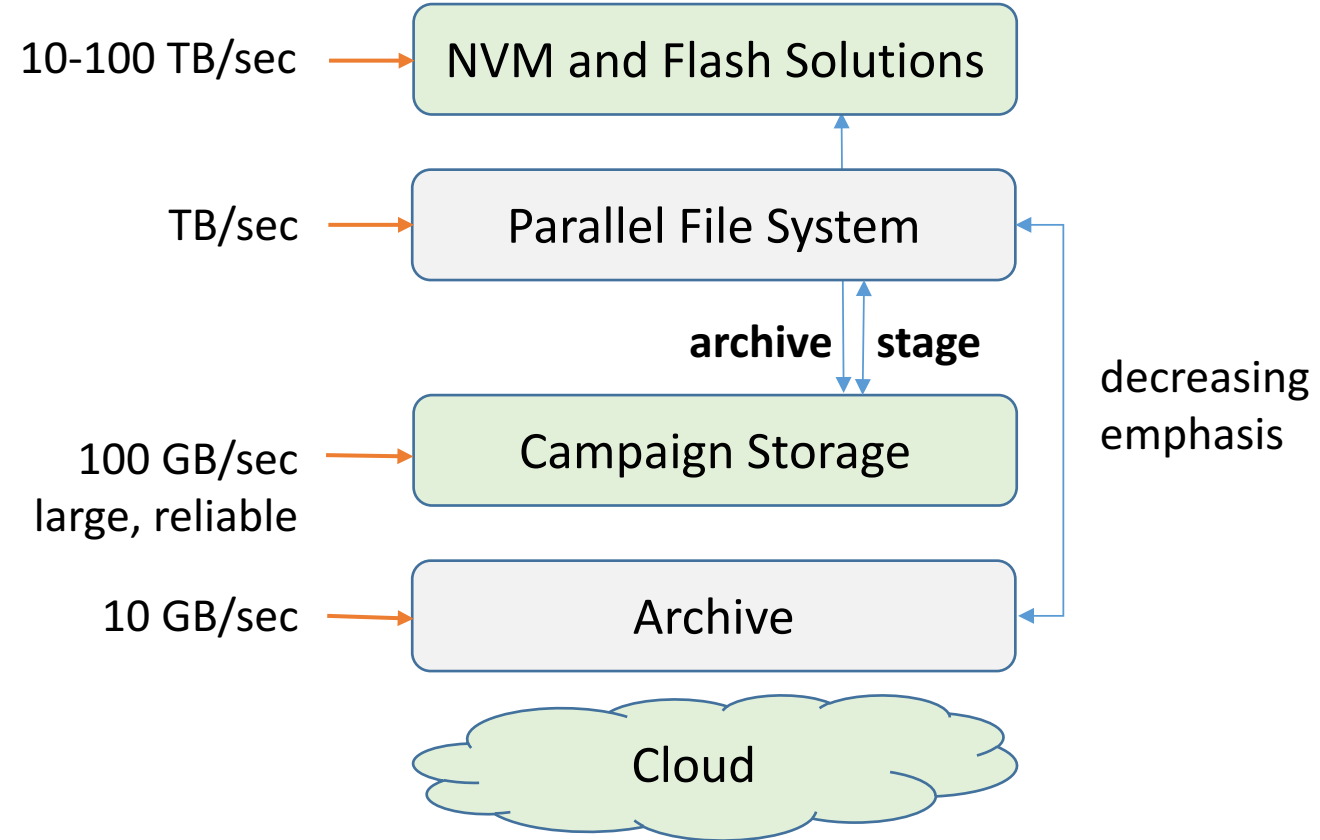 10-100 TB/sec
NVM and Flash Solutions
TB/sec
Parallel File System
archive
stage
decreasing
emphasis
100 GB/sec
large, reliable
Campaign Storage
10 GB/sec
Archive
Cloud